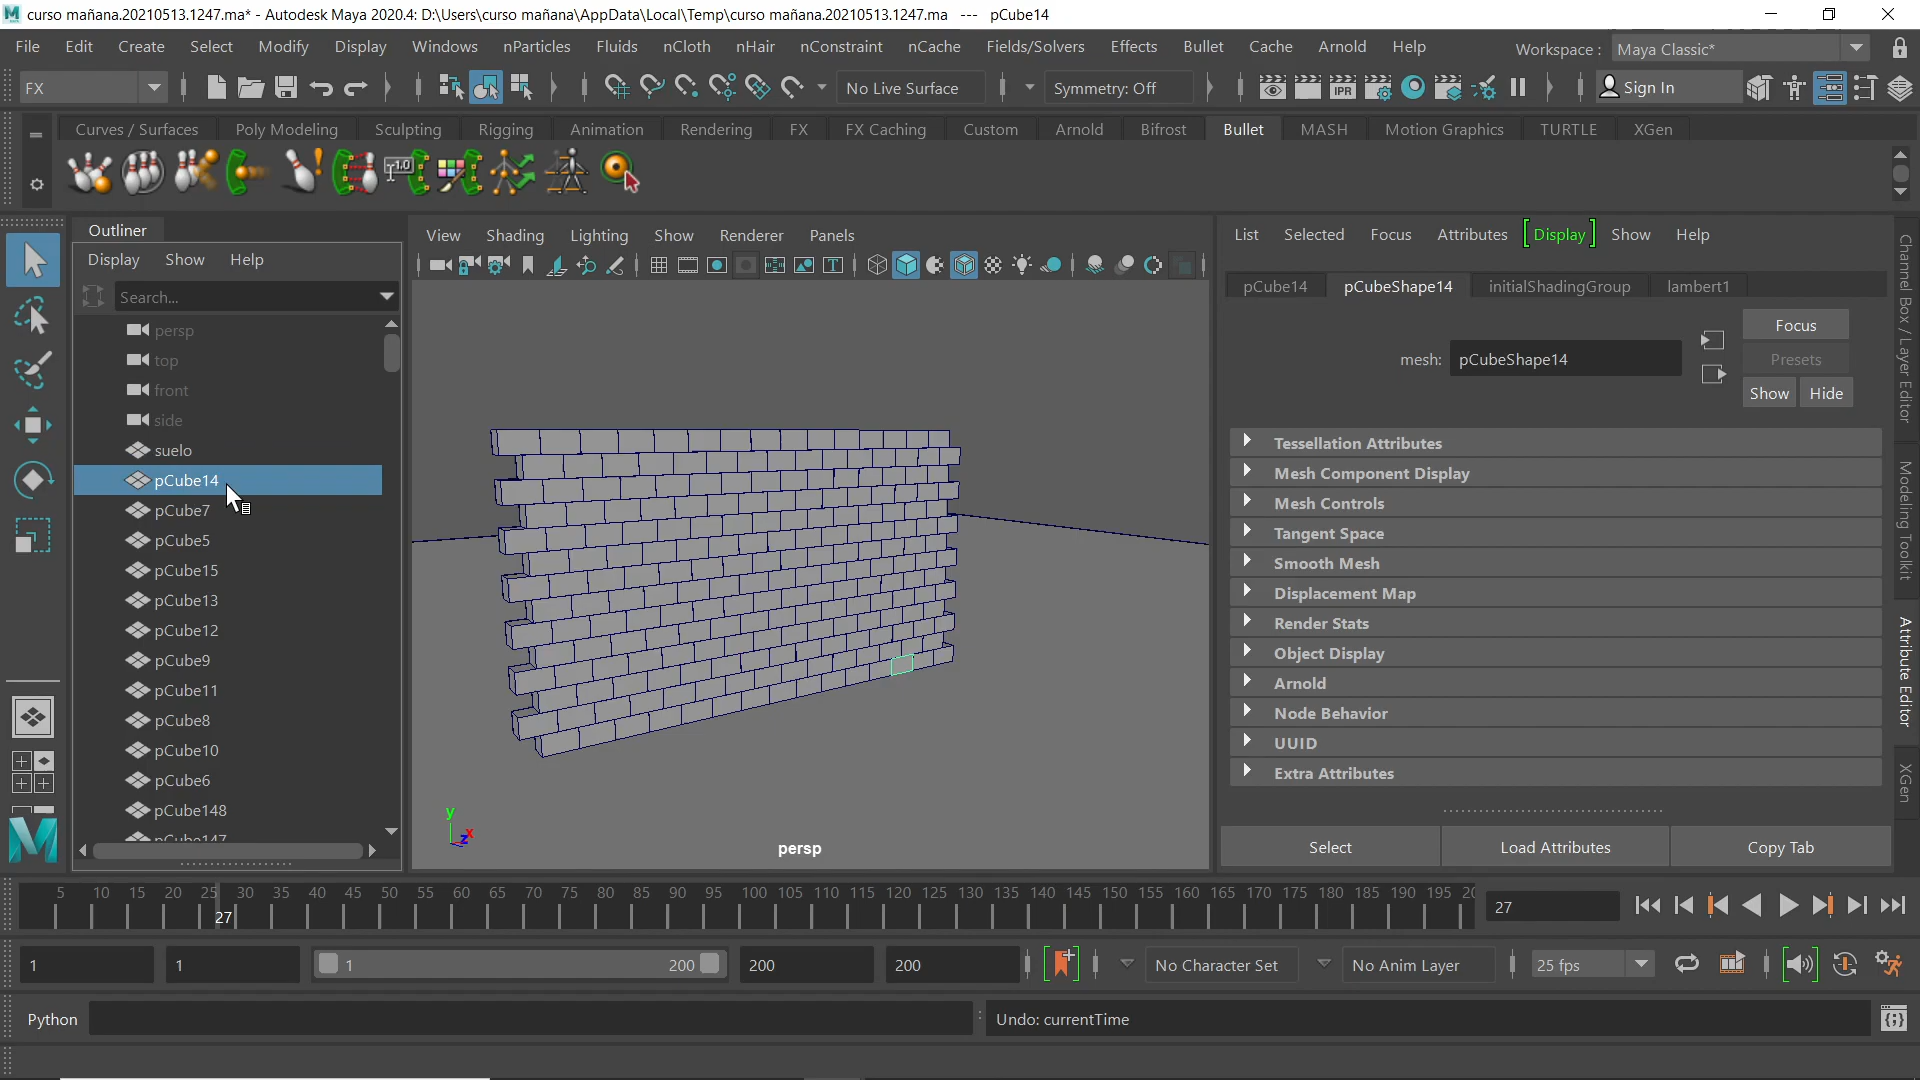 curso mañana.20210513.1247.ma* - Autodesk Maya 2020.4: D:\Users\curso mañana\AppData\Local\Temp\curso mañana.20210513.1247.ma --- pCube14
File Edit Create Select Modify Display Windows nParticles Fluids nCloth nHair nConstraint nCache Fields/Solvers Effects Bullet Cache Arnold Help Workspace : Maya Classic*
FX No Live Surface Symmetry: Off IPR Sign In
Curves / Surfaces Poly Modeling Sculpting Rigging Animation Rendering FX FX Caching Custom Arnold Bifrost Bullet MASH Motion Graphics TURTLE XGen
1.0
Outliner
Display Show Help
Search...
persp
top
front
side
suelo
pCube14
pCube7
pCube5
pCube15
pCube13
pCube12
pCube9
pCube11
pCube8
pCube10
pCube6
pCube148
pCube147
View Shading Lighting Show Renderer Panels
y
x
z
persp
List Selected Focus Attributes Display Show Help
pCube14 pCubeShape14 initialShadingGroup lambert1
mesh: pCubeShape14
Focus
Presets
Show Hide
Tessellation Attributes
Mesh Component Display
Mesh Controls
Tangent Space
Smooth Mesh
Displacement Map
Render Stats
Object Display
Arnold
Node Behavior
UUID
Extra Attributes
Select Load Attributes Copy Tab
Channel Box / Layer Editor
Modeling Toolkit
Attribute Editor
XGen
5 10 15 20 25 30 35 40 45 50 55 60 65 70 75 80 85 90 95 100 105 110 115 120 125 130 135 140 145 150 155 160 165 170 175 180 185 190 195 20
27
27
1 1 1 200 200 200 No Character Set No Anim Layer 25 fps
Python Undo: currentTime